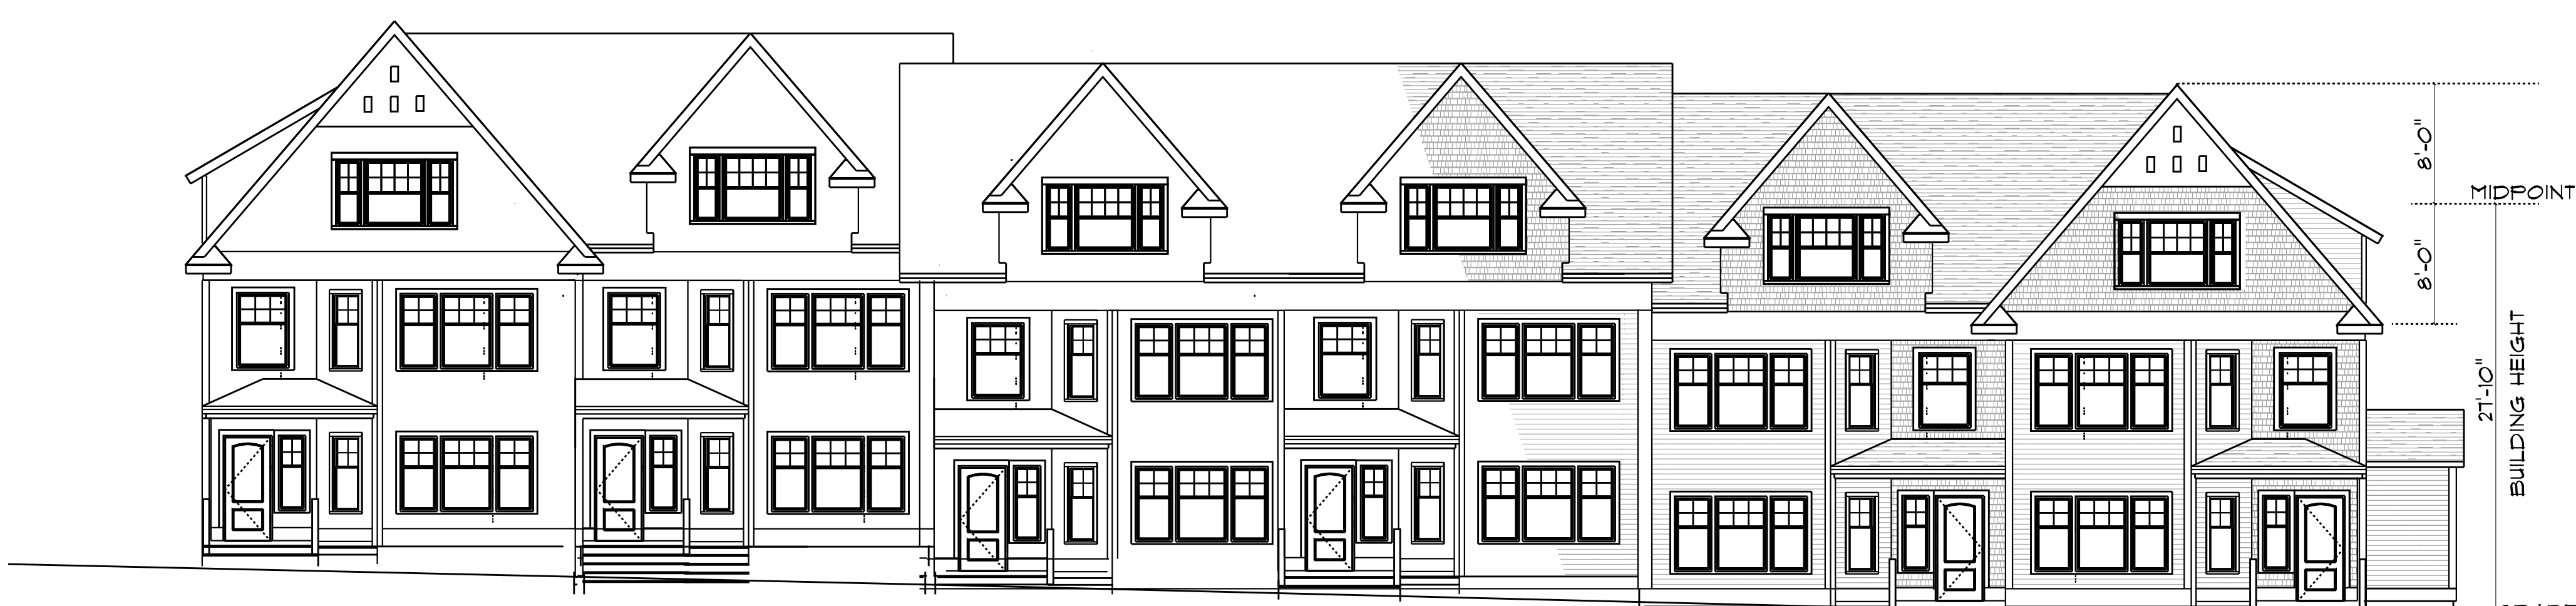 8'-0"
MIDPOINT
8'-0"
27'-10"
BUILDING HEIGHT